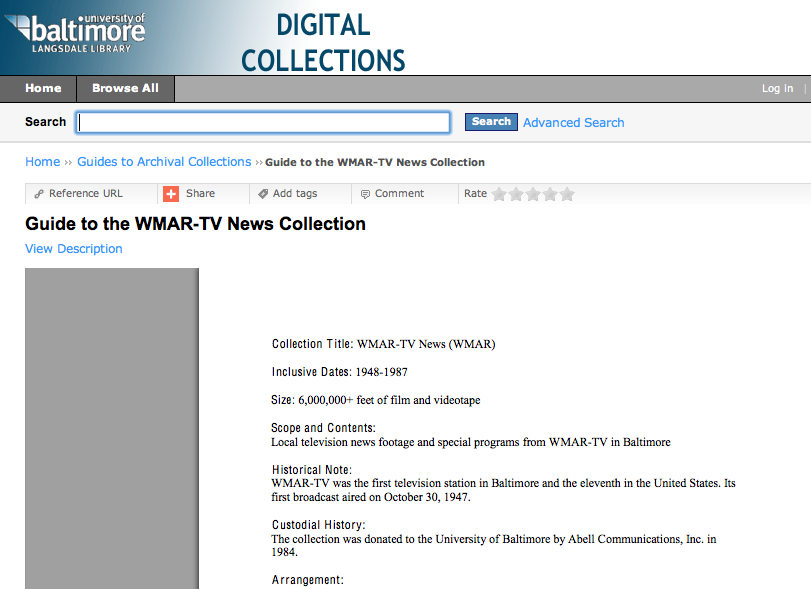 university of
baltimore
LANGSDALE LIBRARY
DIGITAL
COLLECTIONS
Home Browse All Log in |
Search Search Advanced Search
Home ›› Guides to Archival Collections ›› Guide to the WMAR-TV News Collection
Reference URL Share Add tags Comment Rate
Guide to the WMAR-TV News Collection
View Description
Collection Title: WMAR-TV News (WMAR)
Inclusive Dates: 1948-1987
Size: 6,000,000+ feet of film and videotape
Scope and Contents:
Local television news footage and special programs from WMAR-TV in Baltimore
Historical Note:
WMAR-TV was the first television station in Baltimore and the eleventh in the United States. Its
first broadcast aired on October 30, 1947.
Custodial History:
The collection was donated to the University of Baltimore by Abell Communications, Inc. in
1984.
Arrangement: